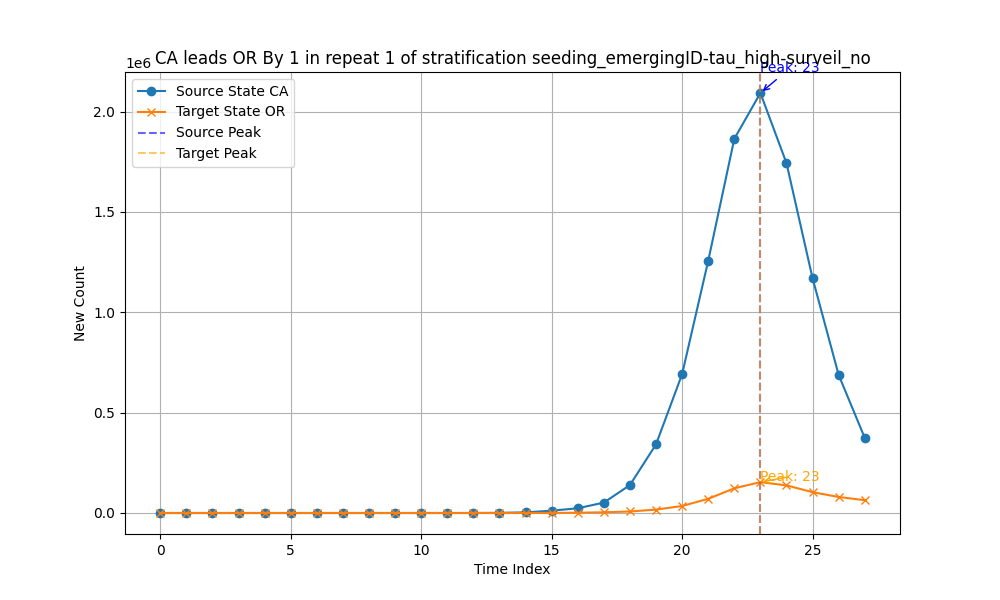 CA leads OR By 1 in repeat 1 of stratification seeding_emergingID-tau_high-surveil_no
1e6
Peak: 23
Source State CA
Target State OR
Source Peak
Target Peak
2.0
1.5
1.0
0.5
0.0
New Count
Peak: 23
0
5
10
15
20
25
Time Index